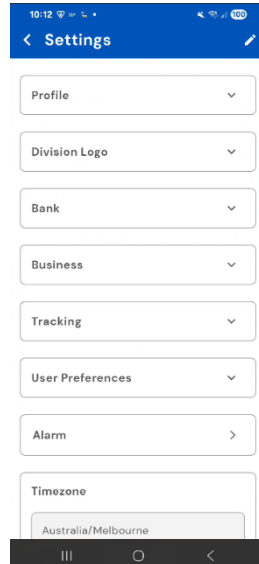 10:12
100
Settings
Profile
Division Logo
Bank
Business
Tracking
User Preferences
Alarm
Timezone
Australia/Melbourne